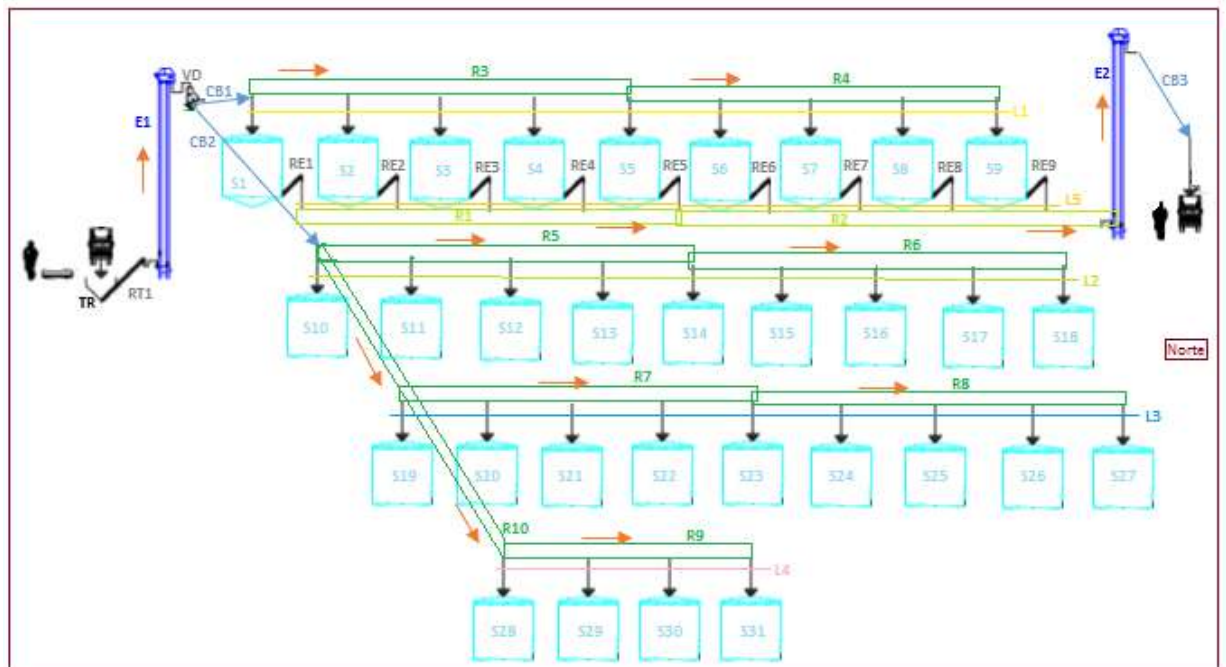 VD
R3
R4
E2
CB1
CB3
E1
L1
CB2
RE1
RE2
RE3
RE4
RE5
RE6
RE7
RE8
RE9
S1
S2
S3
S4
S5
S6
S7
S8
S9
L5
R1
R2
R5
R6
TR
RT1
L2
S10
S11
S12
S13
S14
S15
S16
S17
S18
Norte
R7
R8
L3
S19
S20
S21
S22
S23
S24
S25
S26
S27
R10
R9
L4
S28
S29
S30
S31